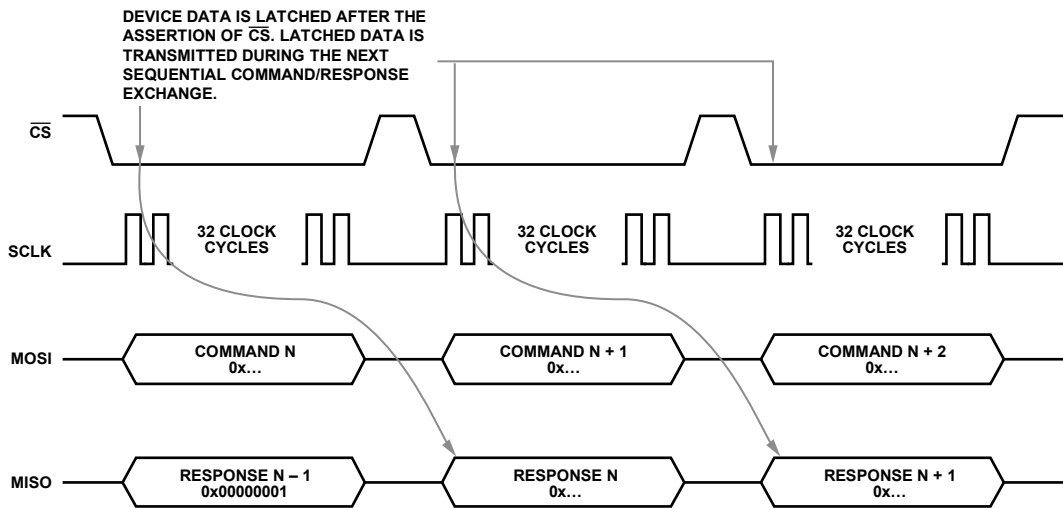 DEVICE DATA IS LATCHED AFTER THE
ASSERTION OF CS. LATCHED DATA IS
TRANSMITTED DURING THE NEXT
SEQUENTIAL COMMAND/RESPONSE
EXCHANGE.
CS
SCLK
32 CLOCK
CYCLES
32 CLOCK
CYCLES
32 CLOCK
CYCLES
MOSI
COMMAND N
0x…
COMMAND N + 1
0x…
COMMAND N + 2
0x…
MISO
RESPONSE N – 1
0x00000001
RESPONSE N
0x…
RESPONSE N + 1
0x…